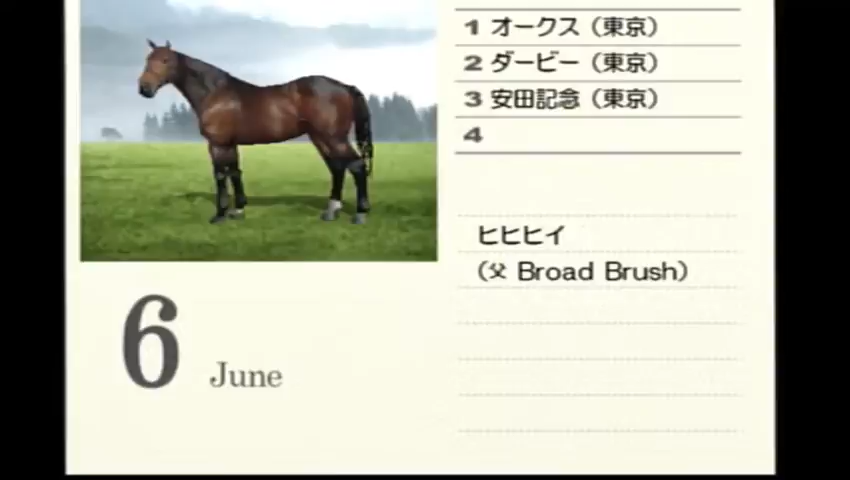 1 オークス（東京）
2 ダービー（東京）
3 安田記念（東京）
4
ヒヒヒイ
（父 Broad Brush）
6 June